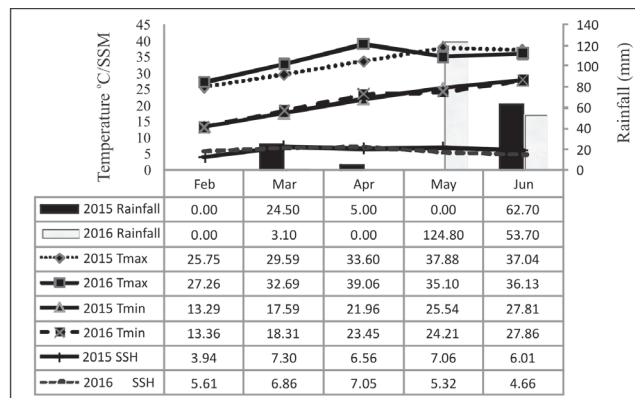 Temperature ºC/SSM
45
40
35
30
25
20
15
10
5
0
140
120
100
80
60
40
20
0
Rainfall (mm)
Feb Mar Apr May Jun
2015 Rainfall 0.00 24.50 5.00 0.00 62.70
2016 Rainfall 0.00 3.10 0.00 124.80 53.70
2015 Tmax 25.75 29.59 33.60 37.88 37.04
2016 Tmax 27.26 32.69 39.06 35.10 36.13
2015 Tmin 13.29 17.59 21.96 25.54 27.81
2016 Tmin 13.36 18.31 23.45 24.21 27.86
2015 SSH 3.94 7.30 6.56 7.06 6.01
2016 SSH 5.61 6.86 7.05 5.32 4.66